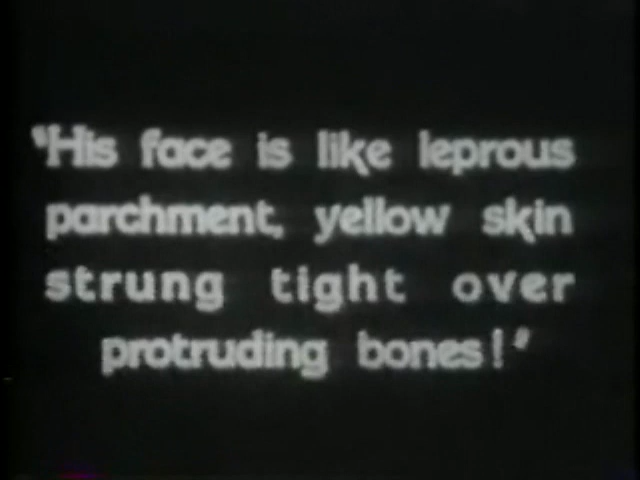 "His face is like leprous
parchment, yellow skin
strung tight over
protruding bones!"